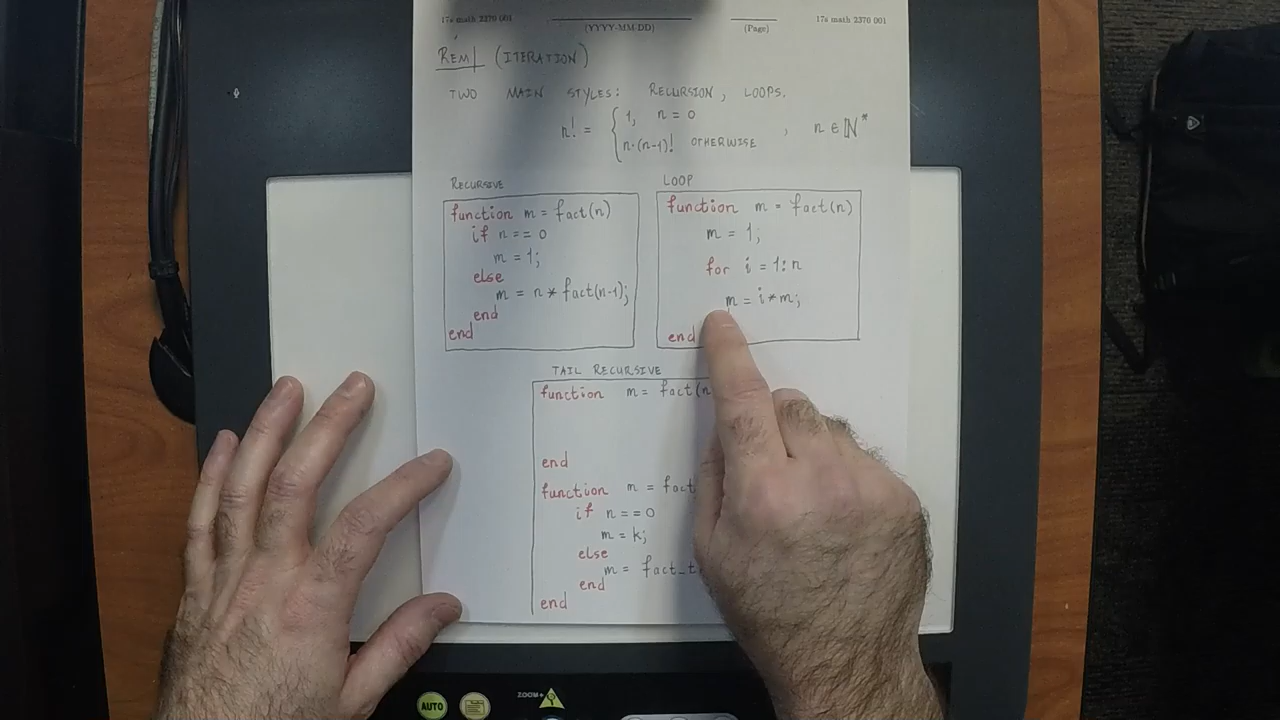 17s math 2270 001 (YYYY-MM-DD) (Page) 17s math 2370 001
REM (ITERATION)
TWO MAIN STYLES: RECURSION, LOOPS.
n! = { 1, n = 0
n·(n-1)! OTHERWISE , n ∈ ℕ*
RECURSIVE
function m = fact(n)
if n == 0
m = 1;
else
m = n * fact(n-1);
end
end
LOOP
function m = fact(n)
m = 1;
for i = 1:n
m = i * m;
end
TAIL RECURSIVE
function m = fact(n
end
function m = fact
if n == 0
m = k;
else
m = fact_t
end
end
AUTO
ZOOM+